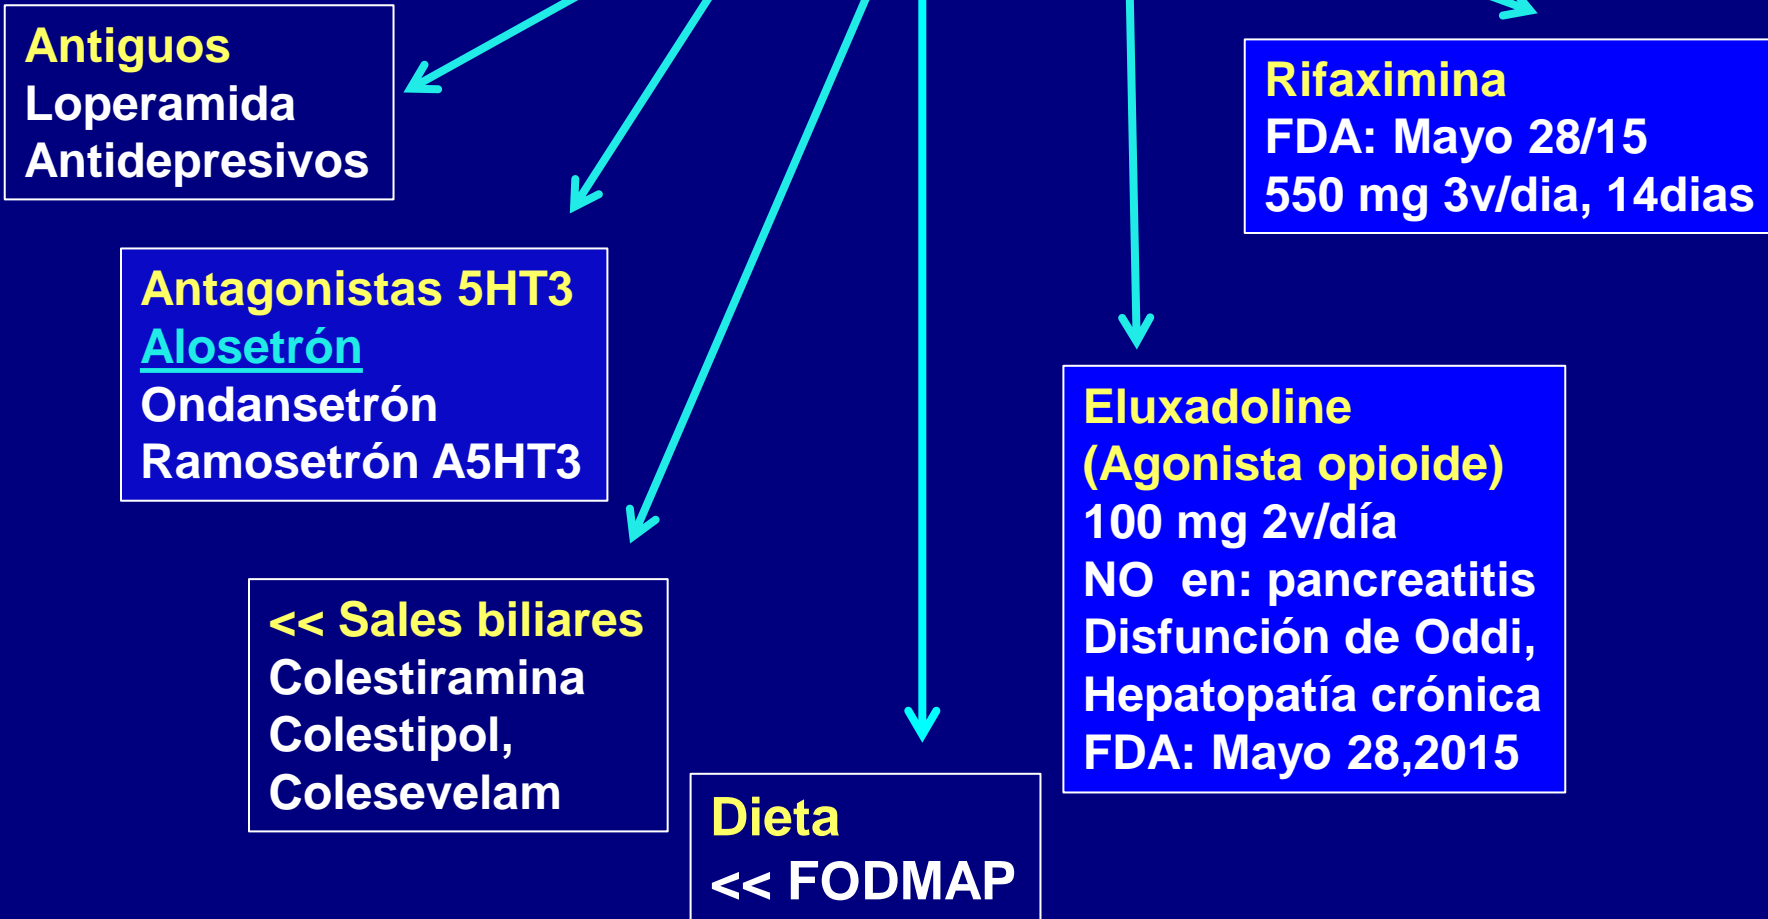 Antiguos
Loperamida
Antidepresivos
Rifaximina
FDA: Mayo 28/15
550 mg 3v/dia, 14dias
Antagonistas 5HT3
Alosetrón
Ondansetrón
Ramosetrón A5HT3
Eluxadoline
(Agonista opioide)
100 mg 2v/día
NO en: pancreatitis
Disfunción de Oddi,
Hepatopatía crónica
FDA: Mayo 28,2015
<< Sales biliares
Colestiramina
Colestipol,
Colesevelam
Dieta
<< FODMAP